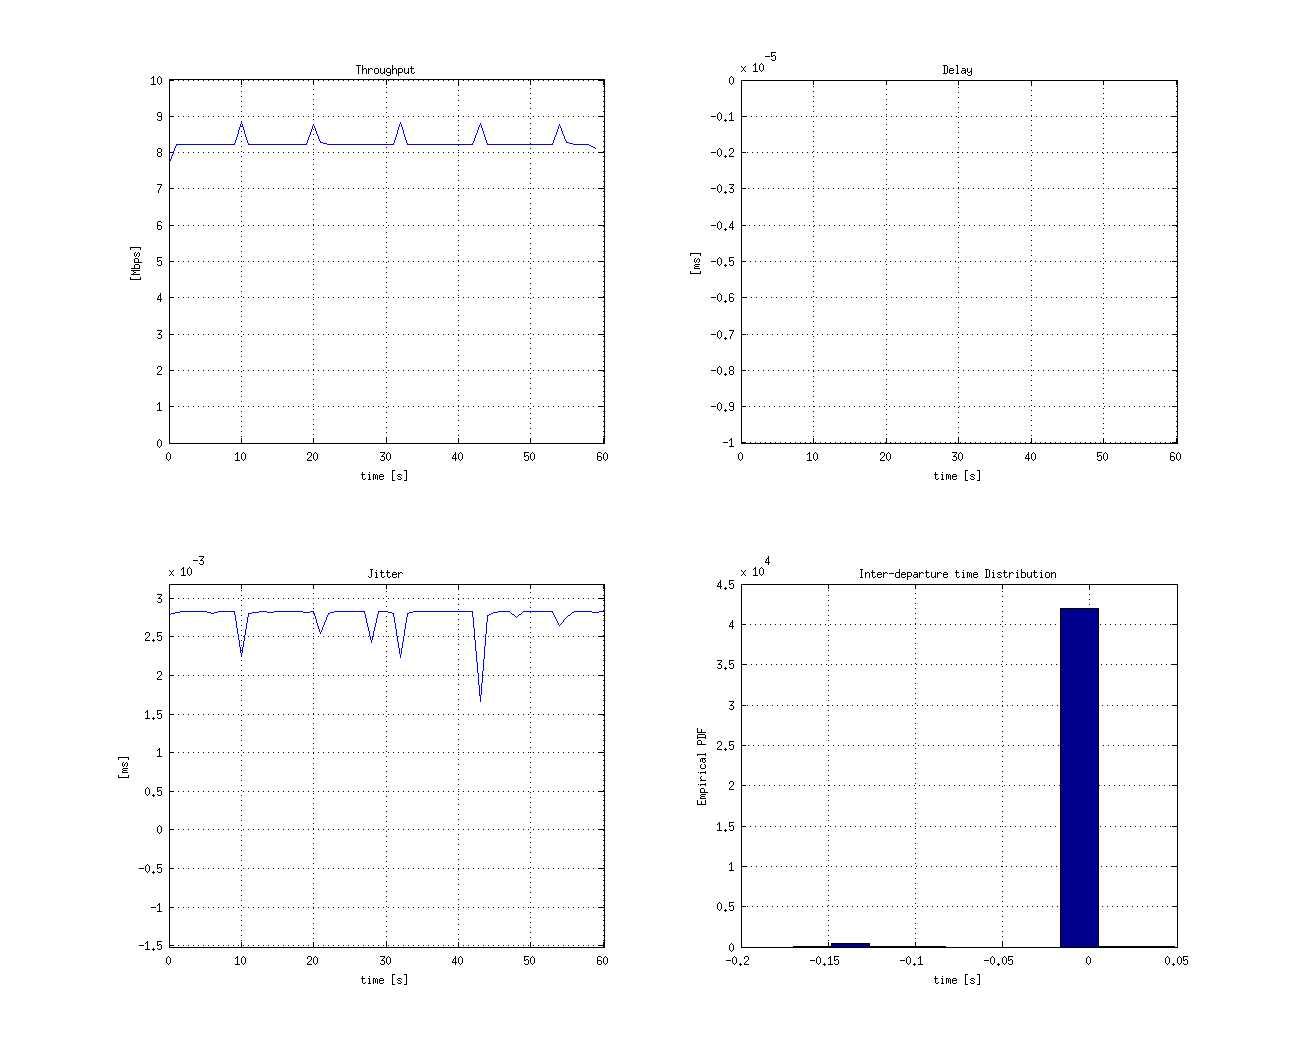 Throughput
10
9
8
7
6
5
4
3
2
1
0
[Mbps]
0 10 20 30 40 50 60
time [s]
x 10^-5
Delay
0
-0.1
-0.2
-0.3
-0.4
-0.5
-0.6
-0.7
-0.8
-0.9
-1
[ms]
0 10 20 30 40 50 60
time [s]
x 10^-3
Jitter
3
2.5
2
1.5
1
0.5
0
-0.5
-1
-1.5
[ms]
0 10 20 30 40 50 60
time [s]
x 10^4
Inter-departure time Distribution
4.5
4
3.5
3
2.5
2
1.5
1
0.5
0
Empirical PDF
-0.2 -0.15 -0.1 -0.05 0 0.05
time [s]